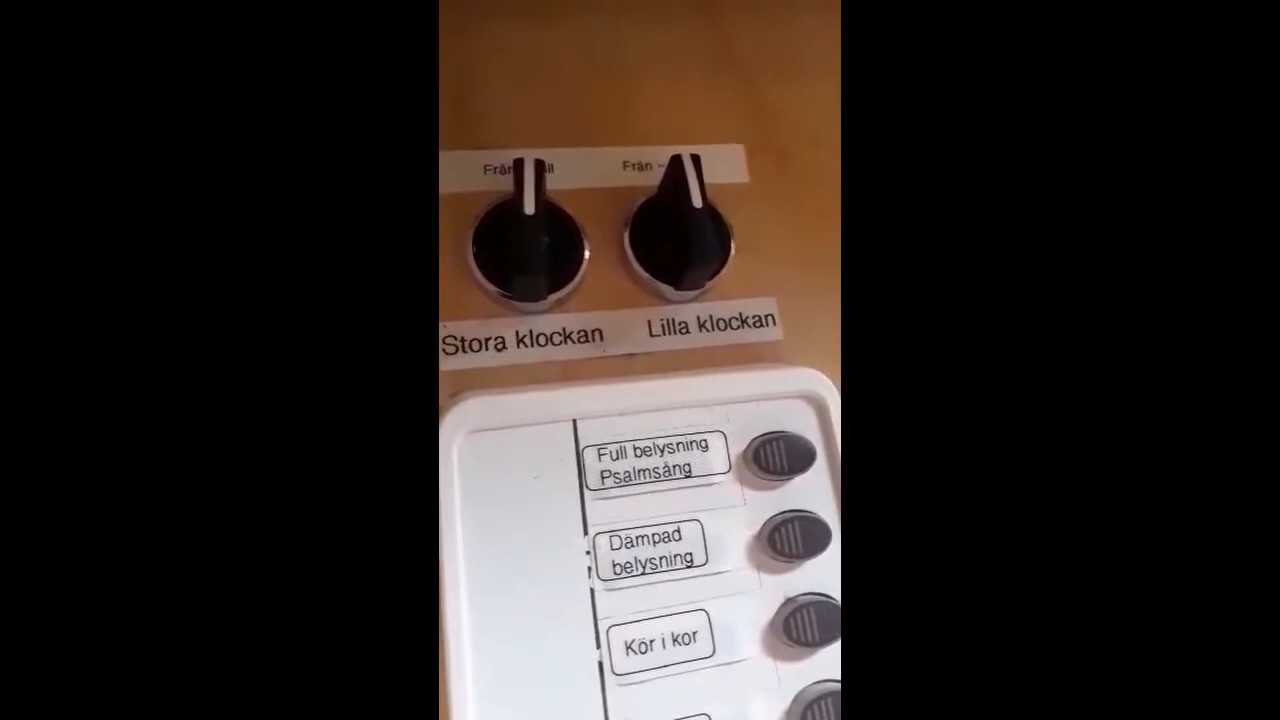 Från
Från –
Stora klockan
Lilla klockan
Full belysning
Psalmsång
Dämpad
belysning
Kör i kor